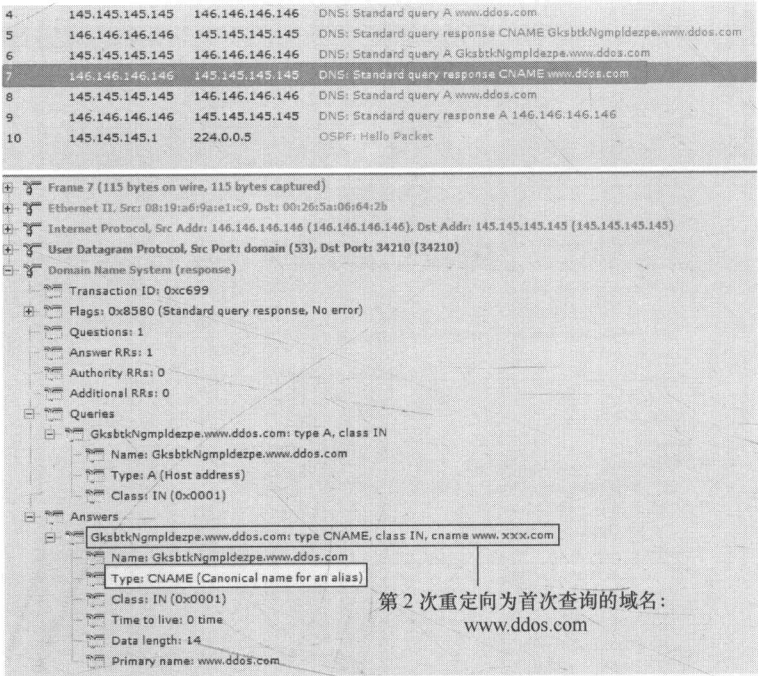 4 145.145.145.145 146.146.146.146 DNS: Standard query A www.ddos.com
5 146.146.146.146 145.145.145.145 DNS: Standard query response CNAME GksbtkNgmpldezpe.www.ddos.com
6 145.145.145.145 146.146.146.146 DNS: Standard query A GksbtkNgmpldezpe.www.ddos.com
7 146.146.146.146 145.145.145.145 DNS: Standard query response CNAME www.ddos.com
8 145.145.145.145 146.146.146.146 DNS: Standard query A www.ddos.com
9 146.146.146.146 145.145.145.145 DNS: Standard query response A 146.146.146.146
10 145.145.145.1 224.0.0.5 OSPF: Hello Packet
Frame 7 (115 bytes on wire, 115 bytes captured)
Ethernet II, Src: 08:19:a6:9a:e1:c9, Dst: 00:26:5a:06:64:2b
Internet Protocol, Src Addr: 146.146.146.146 (146.146.146.146), Dst Addr: 145.145.145.145 (145.145.145.145)
User Datagram Protocol, Src Port: domain (53), Dst Port: 34210 (34210)
Domain Name System (response)
Transaction ID: 0xc699
Flags: 0x8580 (Standard query response, No error)
Questions: 1
Answer RRs: 1
Authority RRs: 0
Additional RRs: 0
Queries
GksbtkNgmpldezpe.www.ddos.com: type A, class IN
Name: GksbtkNgmpldezpe.www.ddos.com
Type: A (Host address)
Class: IN (0x0001)
Answers
GksbtkNgmpldezpe.www.ddos.com: type CNAME, class IN, cname www. xxx.com
Name: GksbtkNgmpldezpe.www.ddos.com
Type: CNAME (Canonical name for an alias)
Class: IN (0x0001)
Time to live: 0 time
Data length: 14
Primary name: www.ddos.com
第 2 次重定向为首次查询的域名：
www.ddos.com